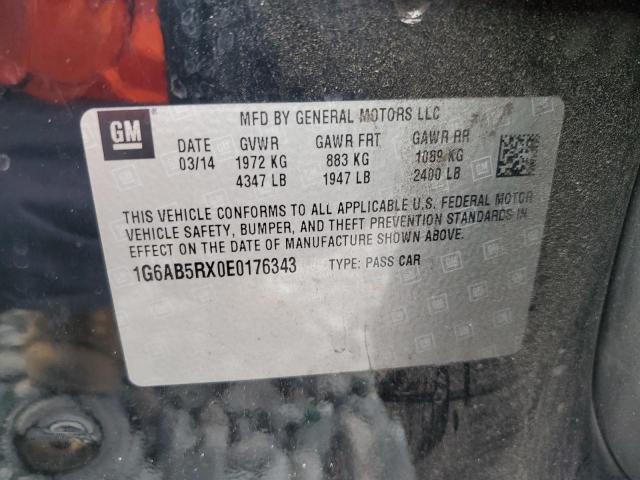 GM
MFD BY GENERAL MOTORS LLC
DATE GVWR GAWR FRT GAWR RR
03/14 1972 KG 883 KG 1089 KG
4347 LB 1947 LB 2400 LB
THIS VEHICLE CONFORMS TO ALL APPLICABLE U.S. FEDERAL MOTOR
VEHICLE SAFETY, BUMPER, AND THEFT PREVENTION STANDARDS IN
EFFECT ON THE DATE OF MANUFACTURE SHOWN ABOVE.
1G6AB5RX0E0176343 TYPE: PASS CAR